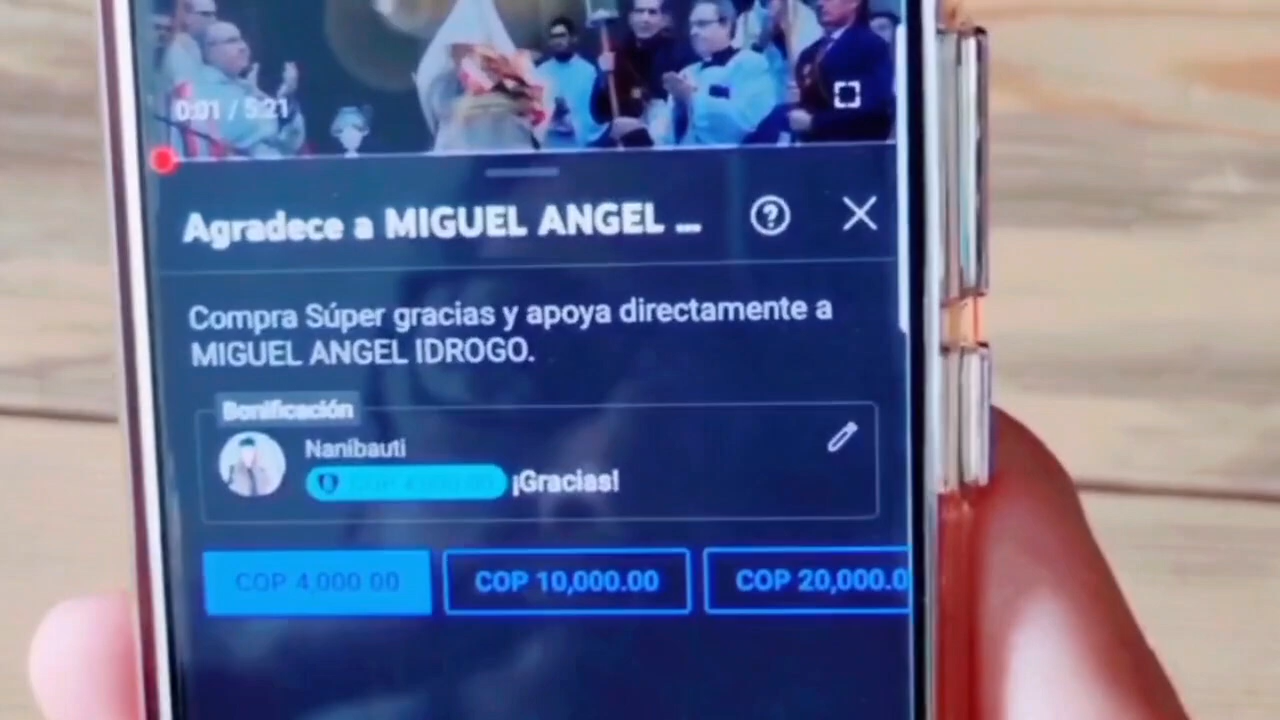 0:01 / 5:21
Agradece a MIGUEL ANGEL ...
Compra Súper gracias y apoya directamente a
MIGUEL ANGEL IDROGO.
Bonificación
Nanibauti
¡Gracias!
COP 4,000.00 COP 10,000.00 COP 20,000.0